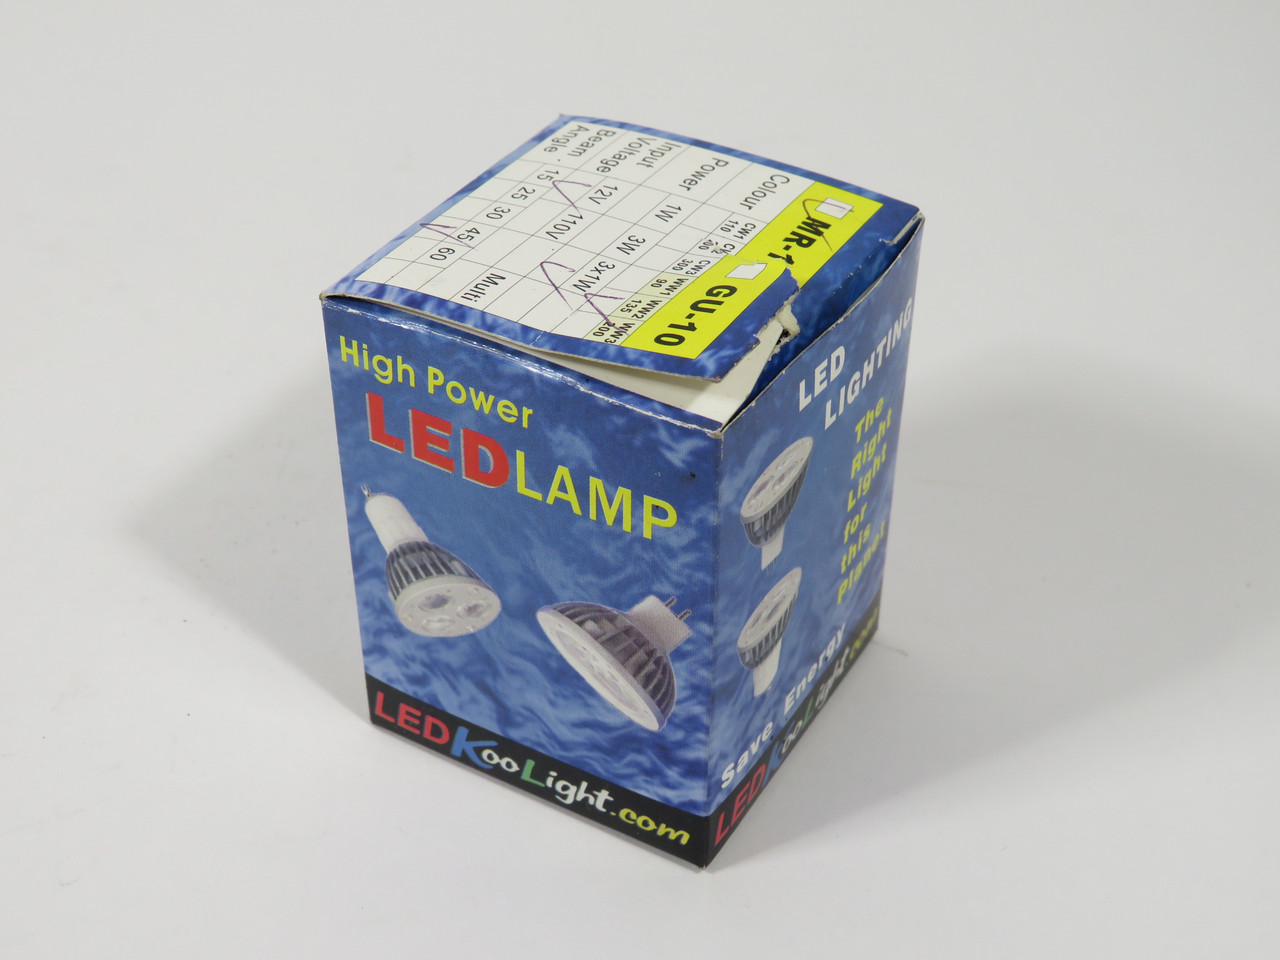 MR-1
GU-10
Colour
CW1 CW2 CW3 WW1 WW2 WW3
110 200 300 90 135 200
Power 1W 3W 3x1W
Input Voltage 12V 110V
Beam Angle 15 25 30 45 60 Multi
High Power
LED LAMP
LEDKooLight.com
LED
LIGHTING
The
Right
Light
for
this
Planet
Save Energy
LEDKooLight.com